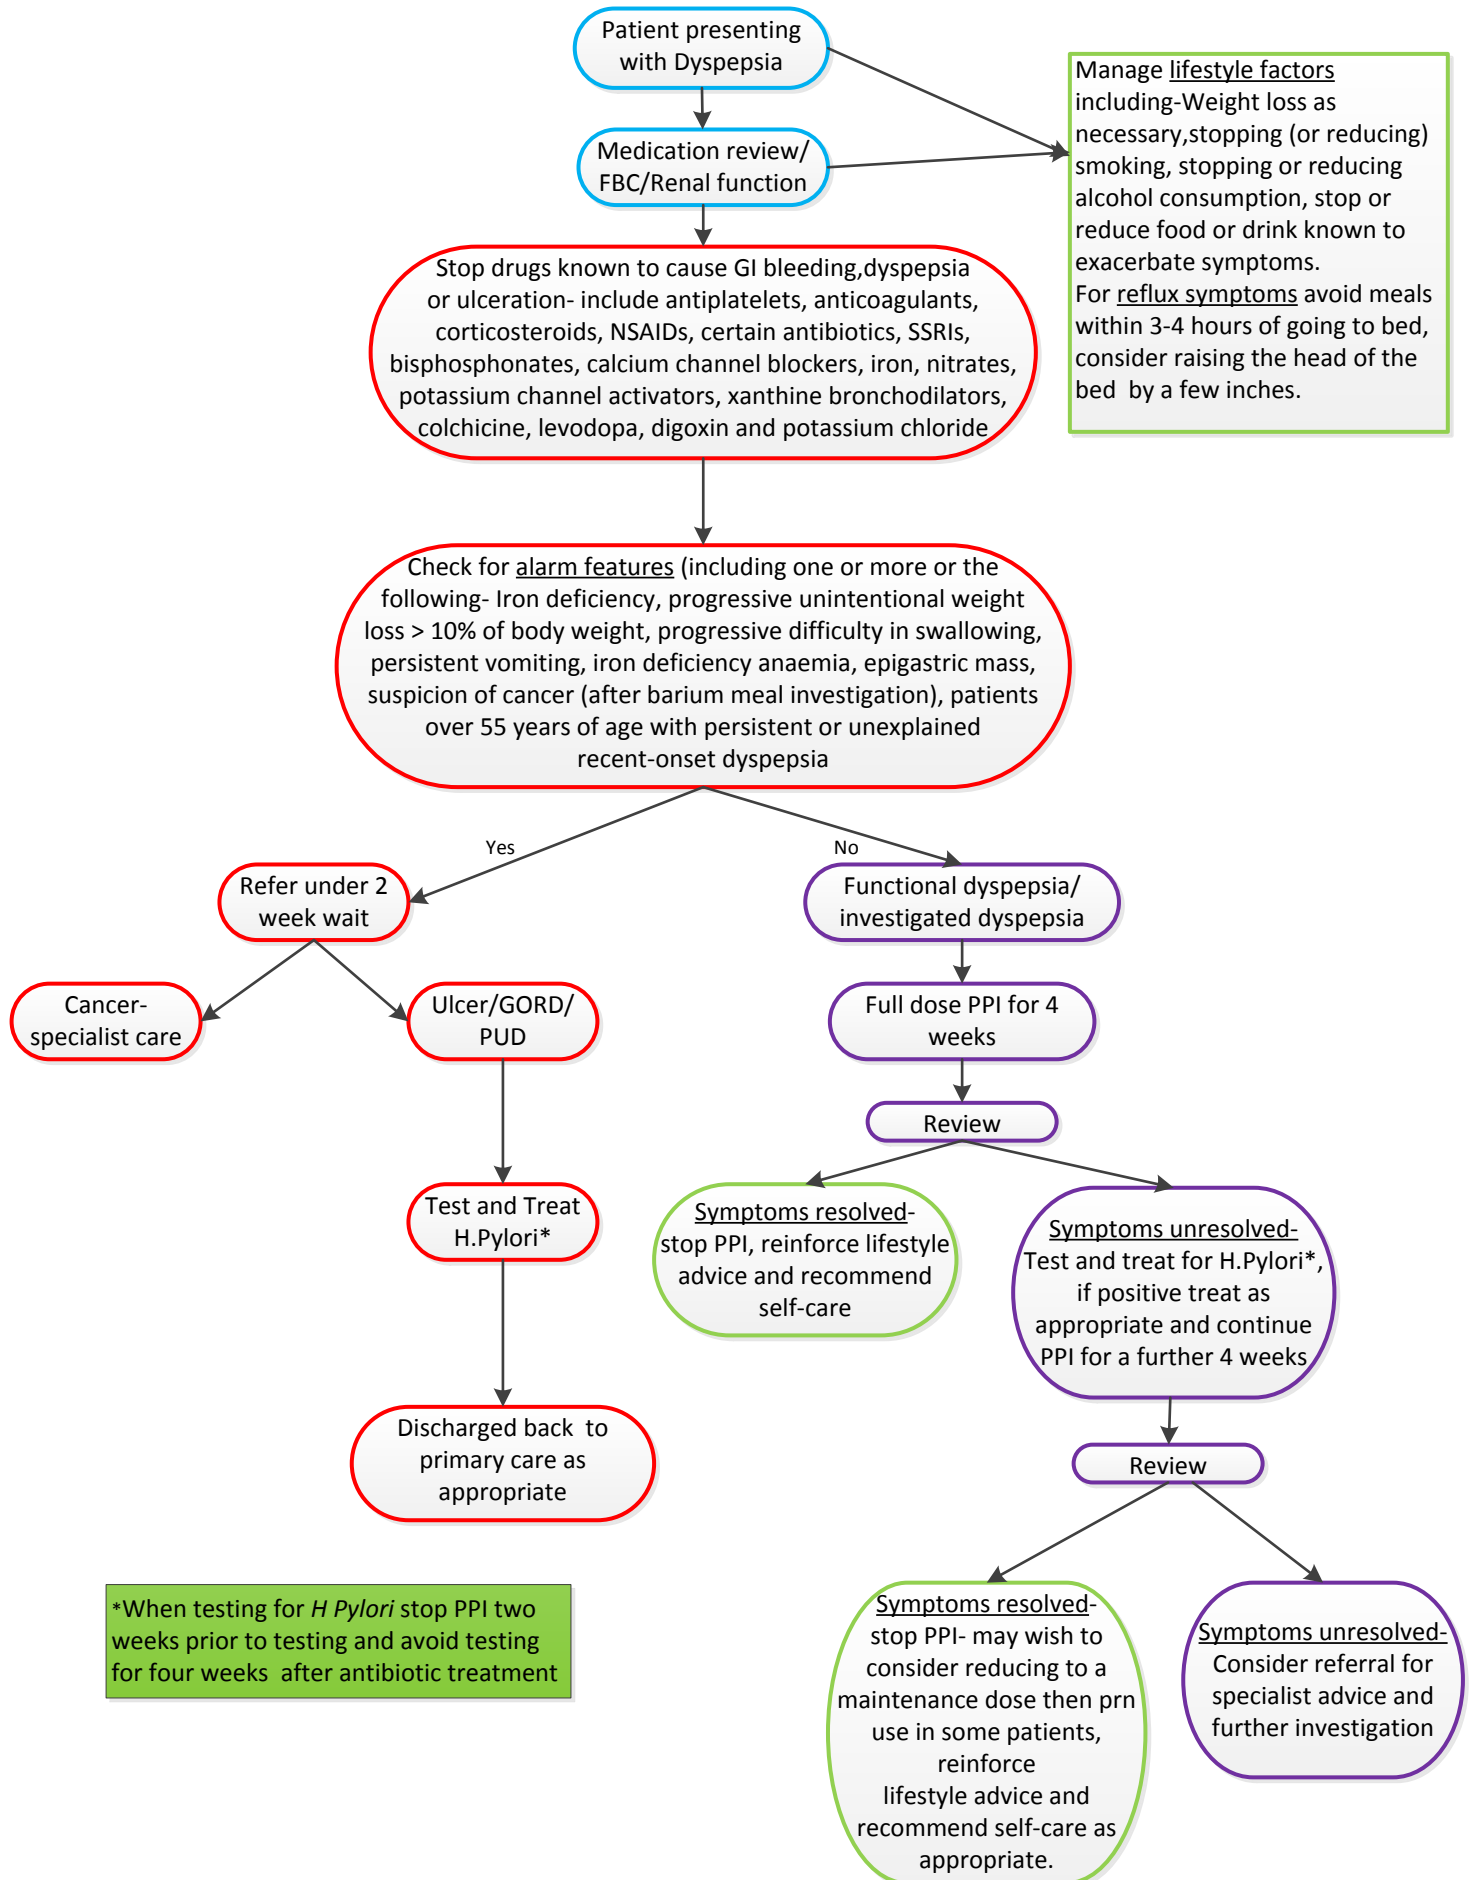 Patient presenting
with Dyspepsia
Manage lifestyle factors
including-Weight loss as
necessary,stopping (or reducing)
smoking, stopping or reducing
alcohol consumption, stop or
reduce food or drink known to
exacerbate symptoms.
For reflux symptoms avoid meals
within 3-4 hours of going to bed,
consider raising the head of the
bed by a few inches.
Medication review/
FBC/Renal function
Stop drugs known to cause GI bleeding,dyspepsia
or ulceration- include antiplatelets, anticoagulants,
corticosteroids, NSAIDs, certain antibiotics, SSRIs,
bisphosphonates, calcium channel blockers, iron, nitrates,
potassium channel activators, xanthine bronchodilators,
colchicine, levodopa, digoxin and potassium chloride
Check for alarm features (including one or more or the
following- Iron deficiency, progressive unintentional weight
loss > 10% of body weight, progressive difficulty in swallowing,
persistent vomiting, iron deficiency anaemia, epigastric mass,
suspicion of cancer (after barium meal investigation), patients
over 55 years of age with persistent or unexplained
recent-onset dyspepsia
Yes
No
Refer under 2
week wait
Functional dyspepsia/
investigated dyspepsia
Cancer-
specialist care
Ulcer/GORD/
PUD
Full dose PPI for 4
weeks
Review
Test and Treat
H.Pylori*
Symptoms resolved-
stop PPI, reinforce lifestyle
advice and recommend
self-care
Symptoms unresolved-
Test and treat for H.Pylori*,
if positive treat as
appropriate and continue
PPI for a further 4 weeks
Discharged back to
primary care as
appropriate
Review
*When testing for H Pylori stop PPI two
weeks prior to testing and avoid testing
for four weeks after antibiotic treatment
Symptoms resolved-
stop PPI- may wish to
consider reducing to a
maintenance dose then prn
use in some patients,
reinforce
lifestyle advice and
recommend self-care as
appropriate.
Symptoms unresolved-
Consider referral for
specialist advice and
further investigation